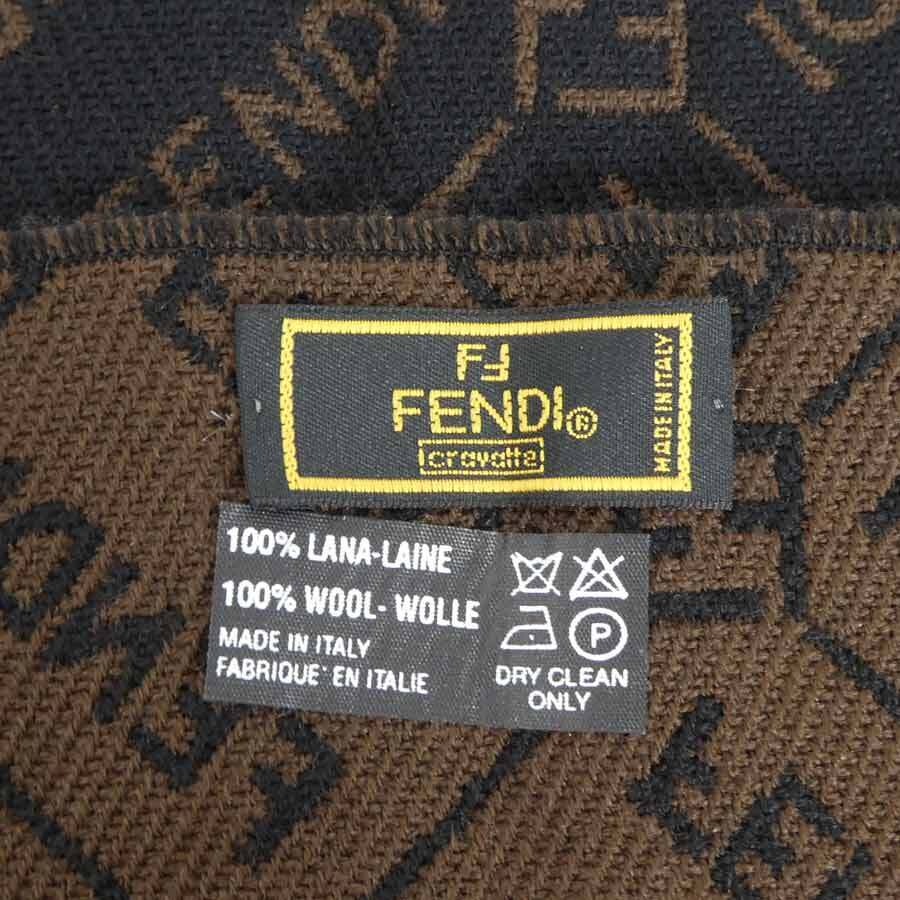 FENDI
FF
FENDI®
cravatte
MADE IN ITALY
100% LANA-LAINE
100% WOOL- WOLLE
MADE IN ITALY
FABRIQUE' EN ITALIE
P
DRY CLEAN
ONLY